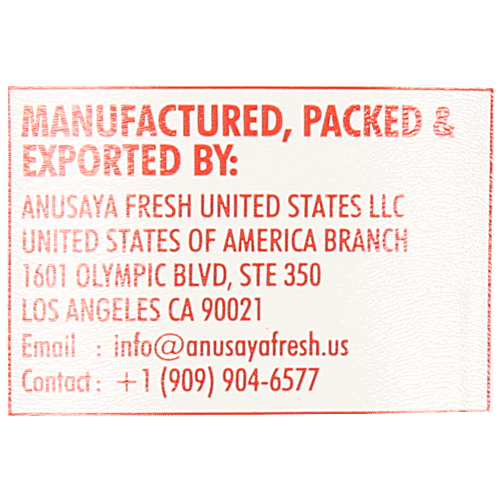 MANUFACTURED, PACKED &
EXPORTED BY:
ANUSAYA FRESH UNITED STATES LLC
UNITED STATES OF AMERICA BRANCH
1601 OLYMPIC BLVD, STE 350
LOS ANGELES CA 90021
Email : info@anusayafresh.us
Contact : +1 (909) 904-6577